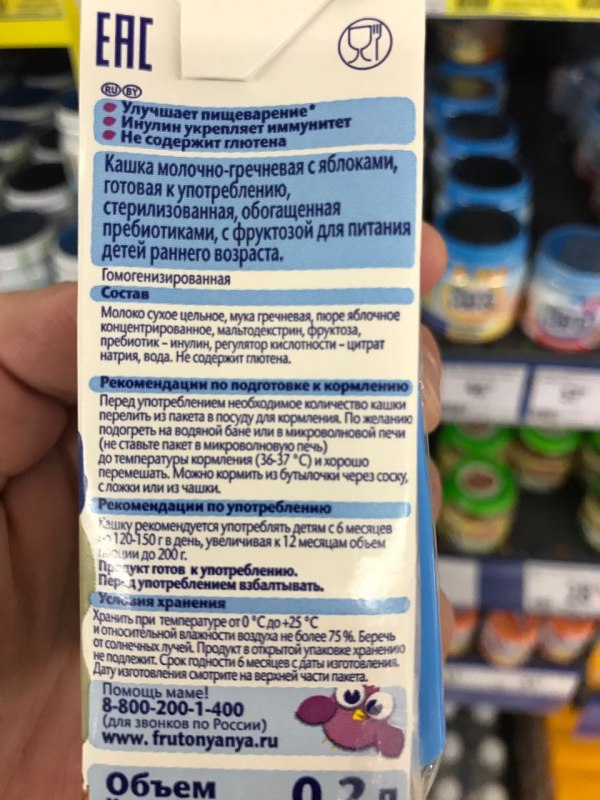 EAC
RU BY
Улучшает пищеварение*
Инулин укрепляет иммунитет
Не содержит глютена
Кашка молочно-гречневая с яблоками,
готовая к употреблению,
стерилизованная, обогащенная
пребиотиками, с фруктозой для питания
детей раннего возраста.
Гомогенизированная
Состав
Молоко сухое цельное, мука гречневая, пюре яблочное
концентрированное, мальтодекстрин, фруктоза,
пребиотик – инулин, регулятор кислотности – цитрат
натрия, вода. Не содержит глютена.
Рекомендации по подготовке к кормлению
Перед употреблением необходимое количество кашки
перелить из пакета в посуду для кормления. По желанию
подогреть на водяной бане или в микроволновой печи
(не ставьте пакет в микроволновую печь)
до температуры кормления (36-37 °С) и хорошо
перемешать. Можно кормить из бутылочки через соску,
с ложки или из чашки.
Рекомендации по употреблению
Кашку рекомендуется употреблять детям с 6 месяцев
по 120-150 г в день, увеличивая к 12 месяцам объем
порции до 200 г.
Продукт готов к употреблению.
Перед употреблением взбалтывать.
Условия хранения
Хранить при температуре от 0 °С до +25 °С
и относительной влажности воздуха не более 75 %. Беречь
от солнечных лучей. Продукт в открытой упаковке хранению
не подлежит. Срок годности 6 месяцев с даты изготовления.
Дату изготовления смотрите на верхней части пакета.
Помощь маме!
8-800-200-1-400
(для звонков по России)
www.frutonyanya.ru
Объем 0,2 л